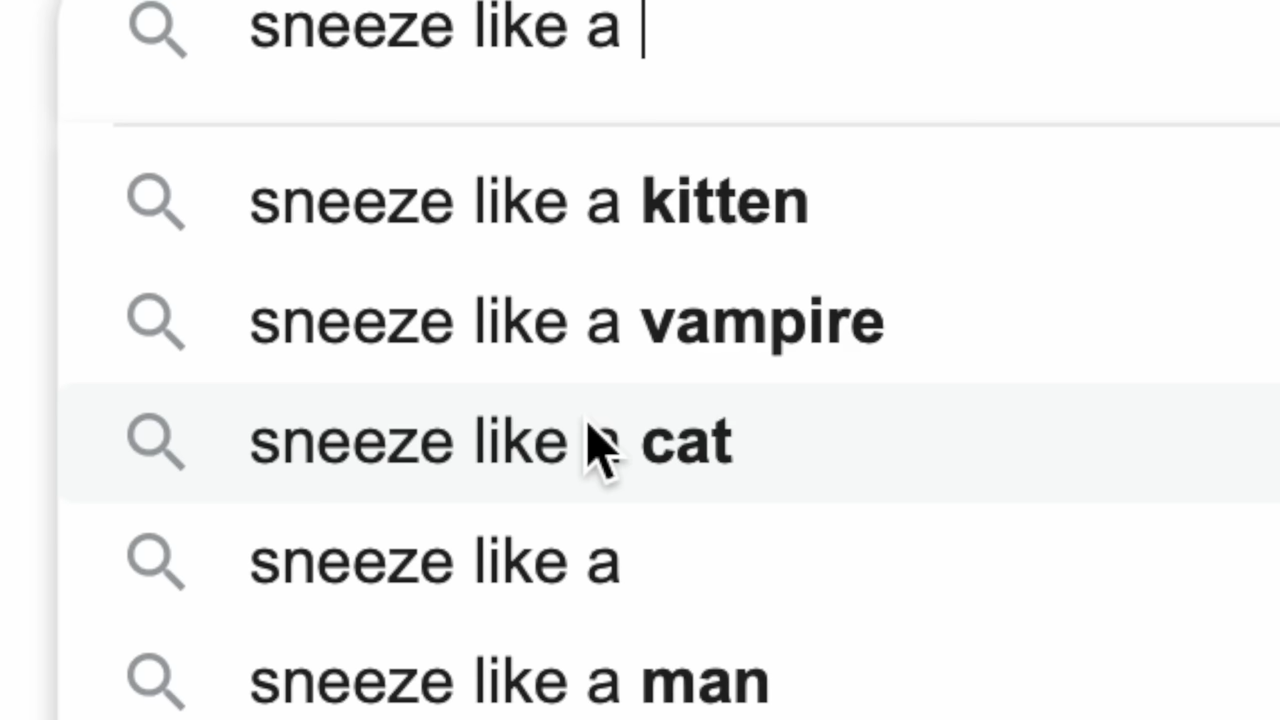 sneeze like a
sneeze like a kitten
sneeze like a vampire
sneeze like a cat
sneeze like a
sneeze like a man